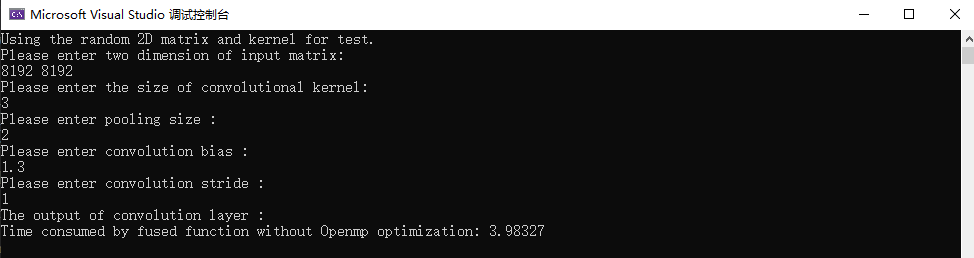 Microsoft Visual Studio 调试控制台
Using the random 2D matrix and kernel for test.
Please enter two dimension of input matrix:
8192 8192
Please enter the size of convolutional kernel:
3
Please enter pooling size :
2
Please enter convolution bias :
1.3
Please enter convolution stride :
1
The output of convolution layer :
Time consumed by fused function without Openmp optimization: 3.98327